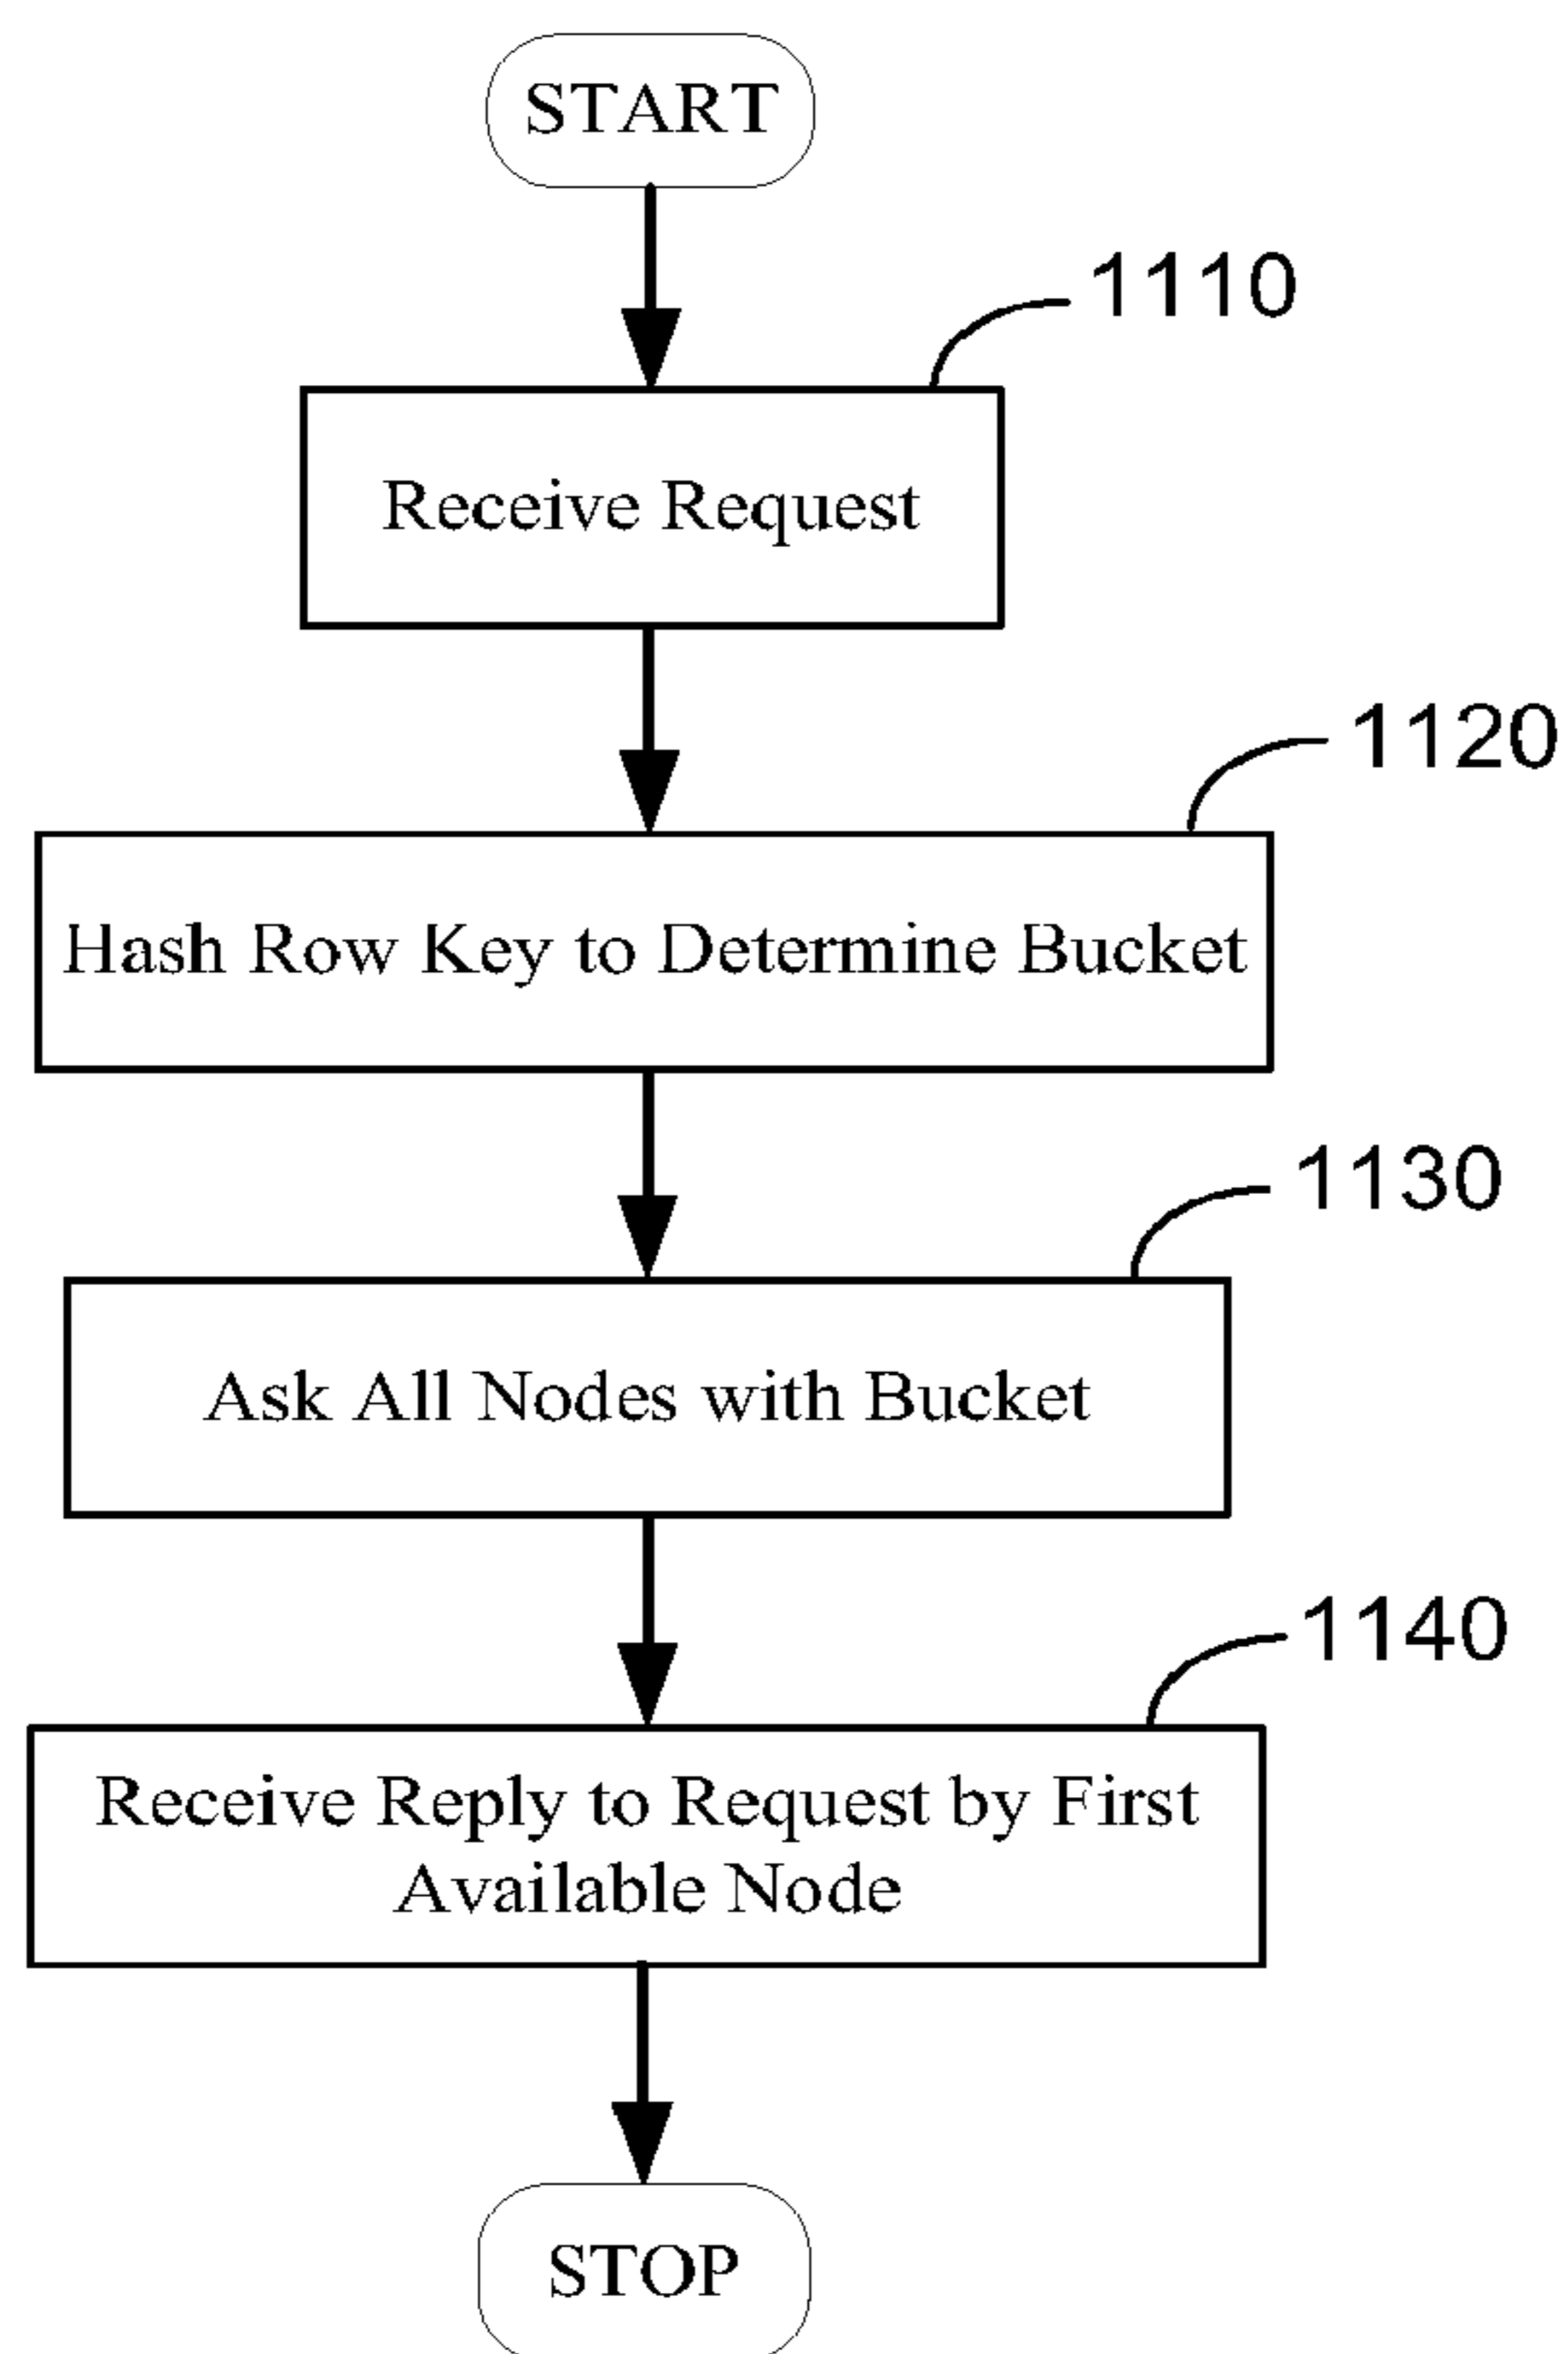 START
1110
Receive Request
1120
Hash Row Key to Determine Bucket
1130
Ask All Nodes with Bucket
1140
Receive Reply to Request by First
Available Node
STOP